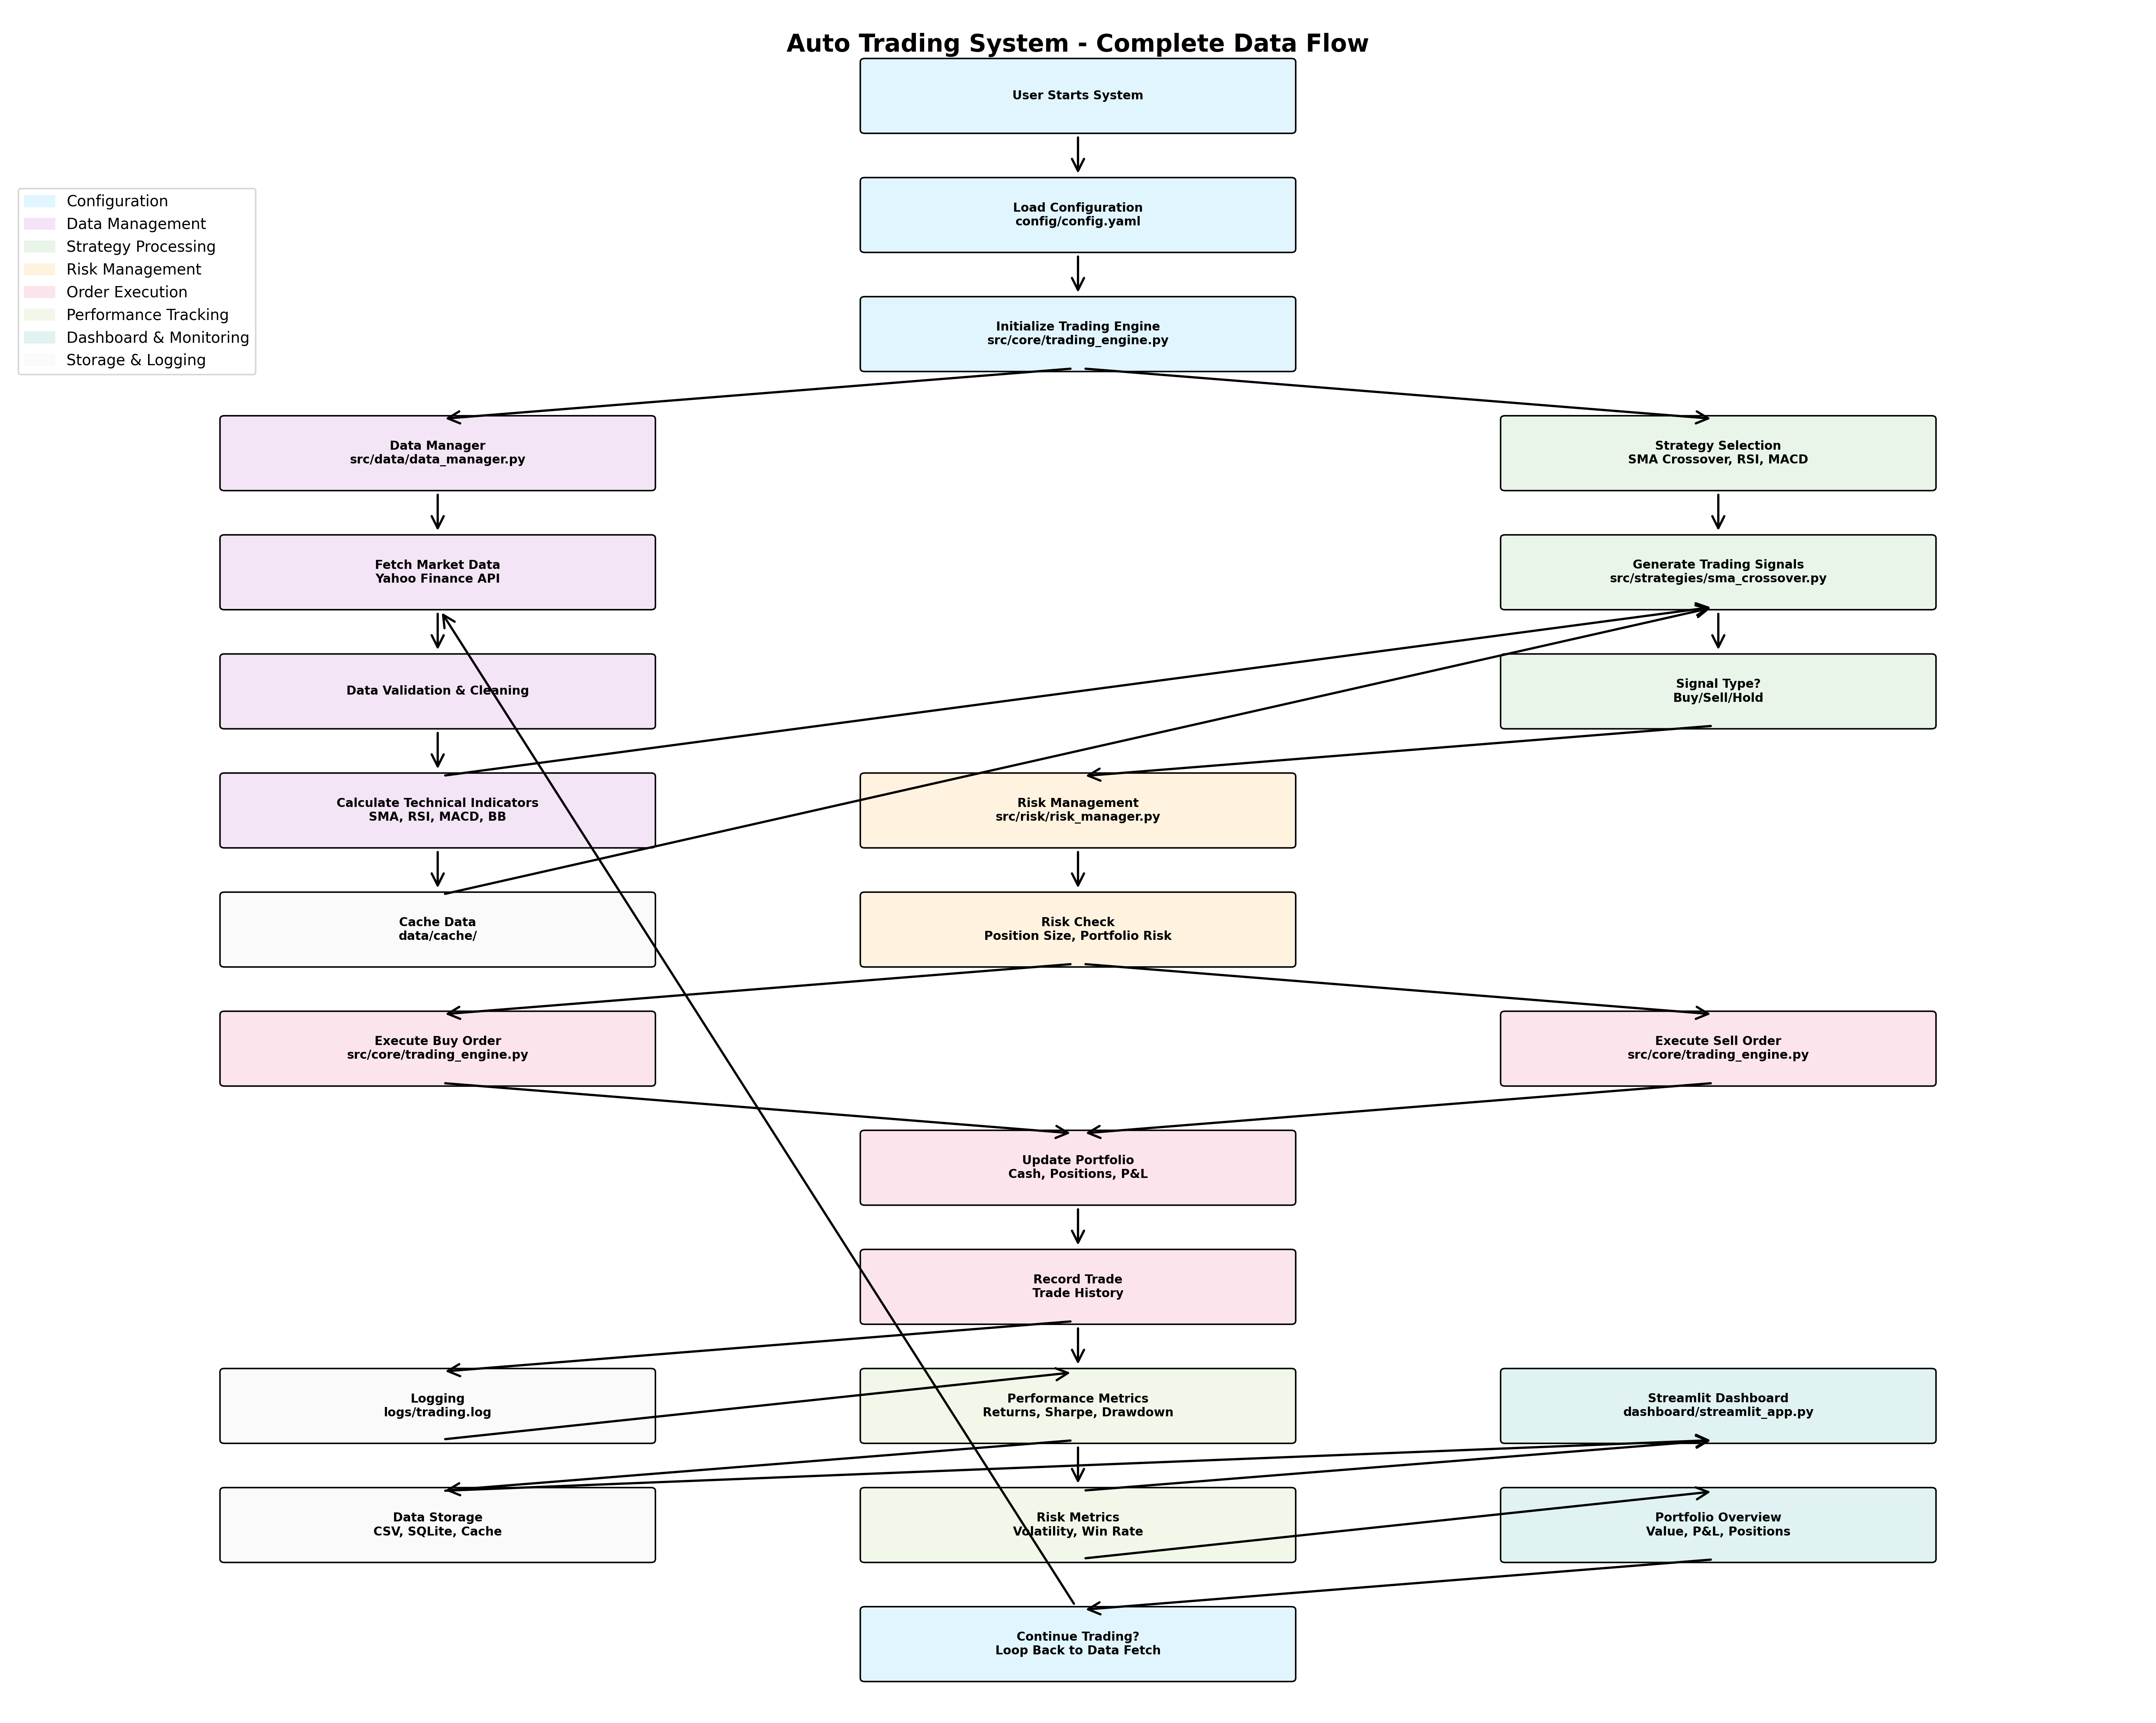 Auto Trading System - Complete Data Flow
User Starts System
Load Configuration
config/config.yaml
Configuration
Data Management
Strategy Processing
Risk Management
Order Execution
Performance Tracking
Dashboard & Monitoring
Storage & Logging
Initialize Trading Engine
src/core/trading_engine.py
Data Manager
src/data/data_manager.py
Strategy Selection
SMA Crossover, RSI, MACD
Fetch Market Data
Yahoo Finance API
Generate Trading Signals
src/strategies/sma_crossover.py
Data Validation & Cleaning
Signal Type?
Buy/Sell/Hold
Calculate Technical Indicators
SMA, RSI, MACD, BB
Risk Management
src/risk/risk_manager.py
Cache Data
data/cache/
Risk Check
Position Size, Portfolio Risk
Execute Buy Order
src/core/trading_engine.py
Execute Sell Order
src/core/trading_engine.py
Update Portfolio
Cash, Positions, P&L
Record Trade
Trade History
Logging
logs/trading.log
Performance Metrics
Returns, Sharpe, Drawdown
Streamlit Dashboard
dashboard/streamlit_app.py
Data Storage
CSV, SQLite, Cache
Risk Metrics
Volatility, Win Rate
Portfolio Overview
Value, P&L, Positions
Continue Trading?
Loop Back to Data Fetch